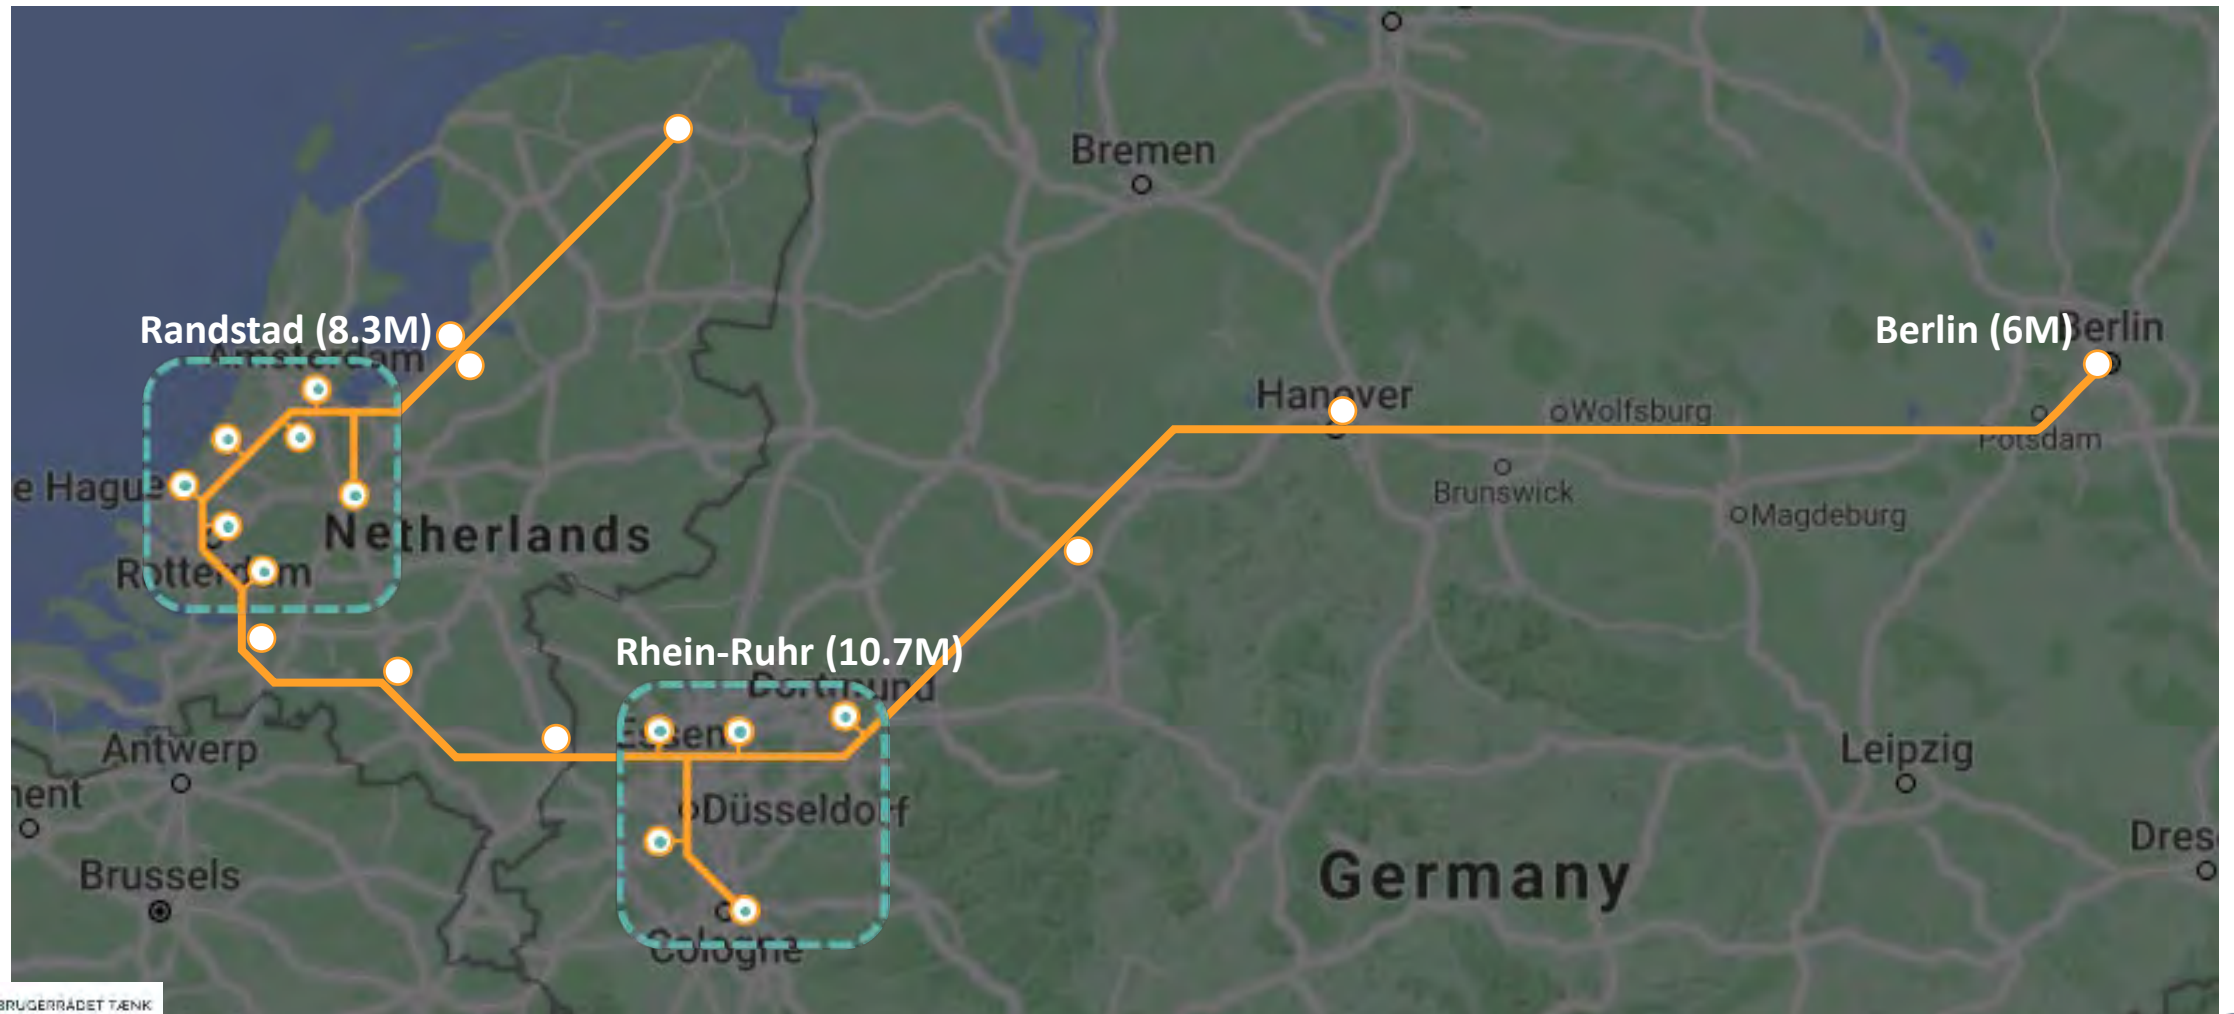 Bremen
Randstad (8.3M)
Amsterdam
Berlin (6M)
Berlin
Hanover
Wolfsburg
Potsdam
e Hague
Brunswick
Magdeburg
Netherlands
Rotterdam
Rhein-Ruhr (10.7M)
Dortmund
Essen
Antwerp
Leipzig
Düsseldorf
Dres
Germany
Brussels
Cologne
BRUGERRÅDET TÆNK